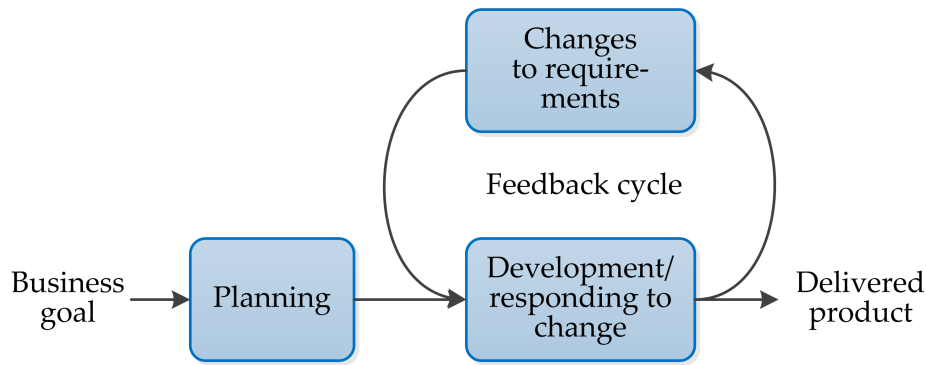 Changes
to require-
ments
Feedback cycle
Business
goal
Planning
Development/
responding to
change
Delivered
product